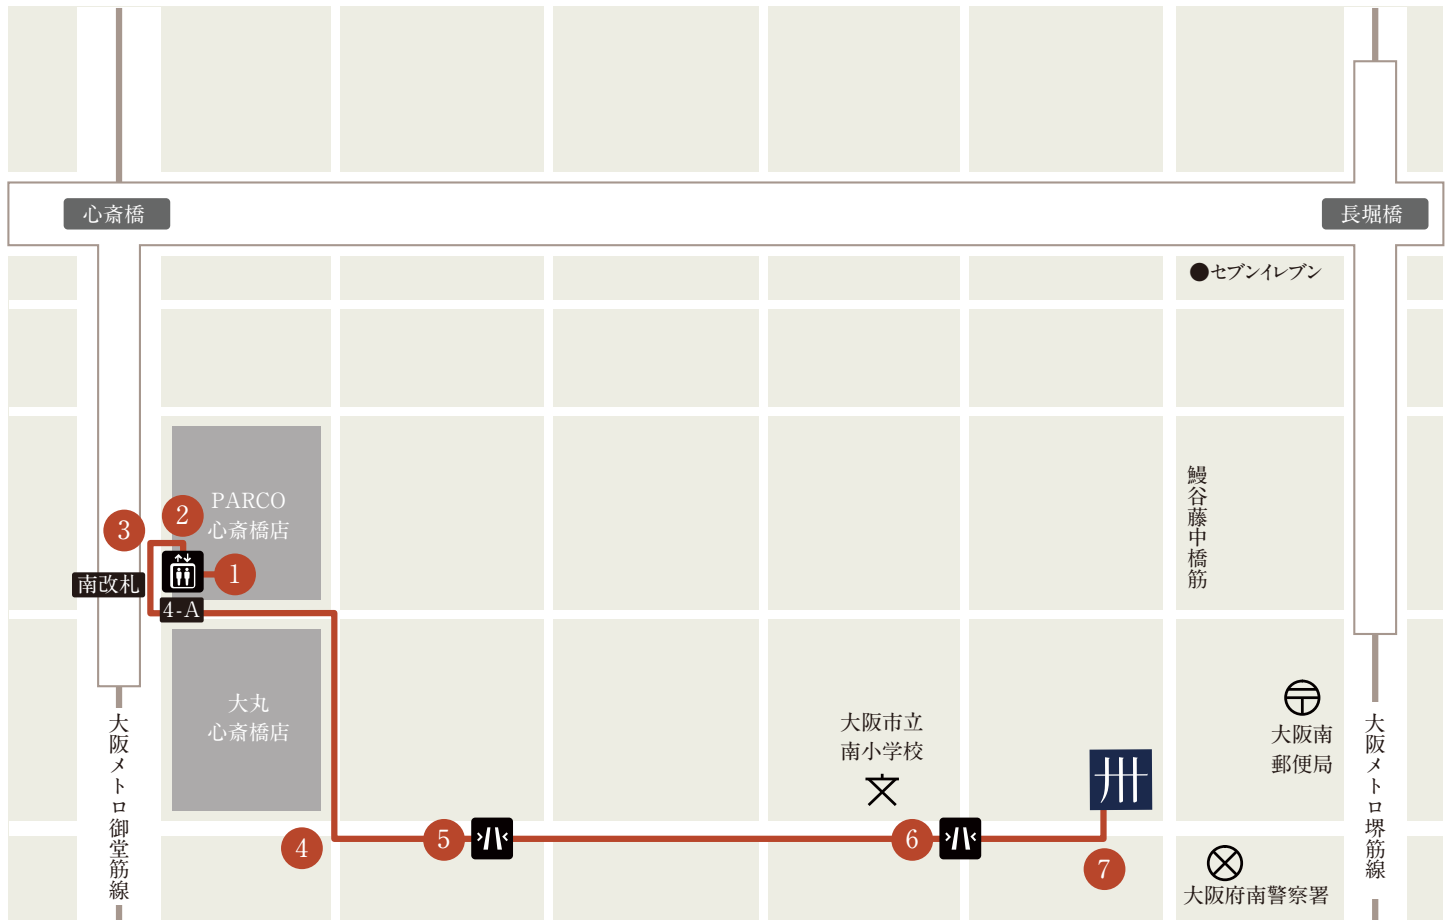 心斎橋
長堀橋
セブンイレブン
PARCO
心斎橋店
2
3
1
南改札
4-A
鰻谷藤中橋筋
大丸
心斎橋店
大阪市立
南小学校
大阪南
郵便局
大阪メトロ御堂筋線
大阪メトロ堺筋線
卅
4
5
6
7
大阪府南警察署